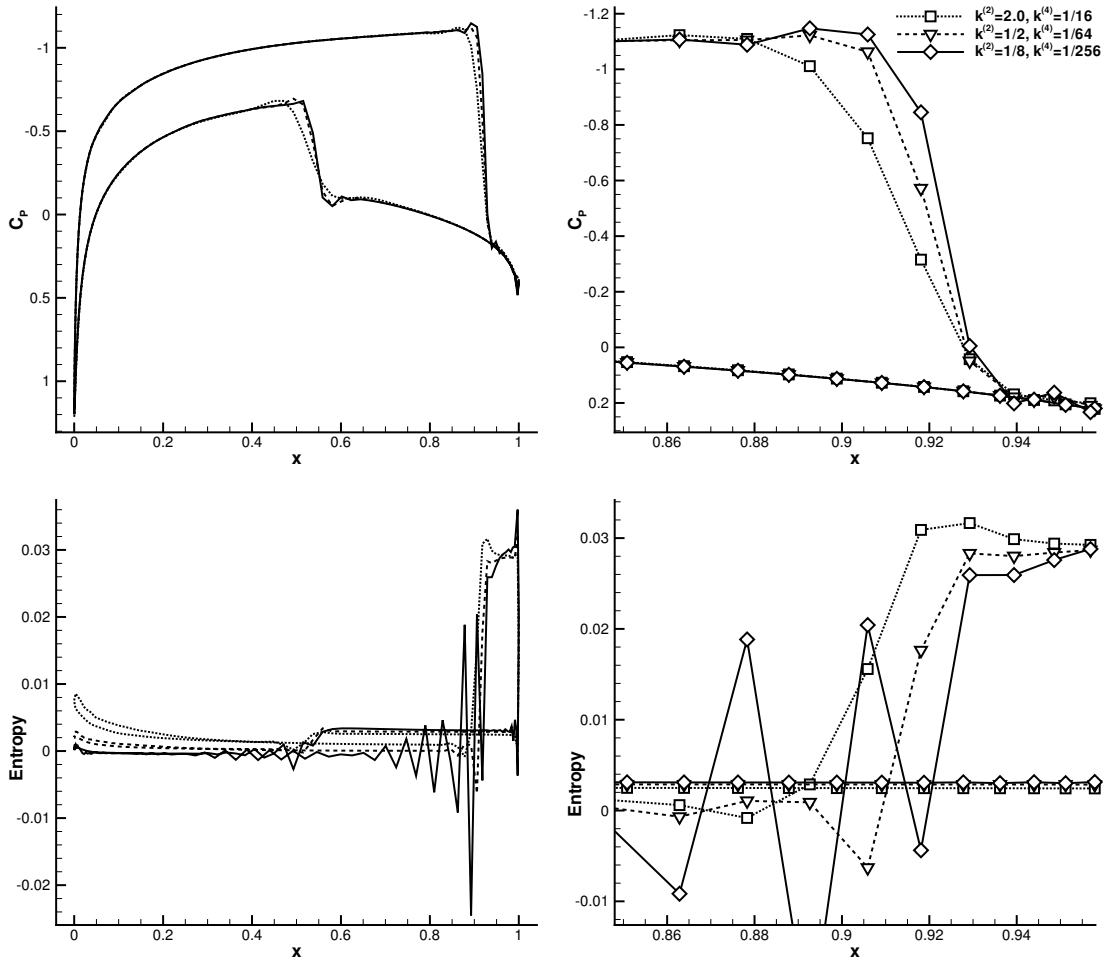 -1
-0.5
0
0.5
1
C_P
0 0.2 0.4 0.6 0.8 1
x
k^(2)=2.0, k^(4)=1/16
k^(2)=1/2, k^(4)=1/64
k^(2)=1/8, k^(4)=1/256
-1.2
-1
-0.8
-0.6
-0.4
-0.2
0
0.2
C_P
0.86 0.88 0.9 0.92 0.94
x
0.03
0.02
0.01
0
-0.01
-0.02
Entropy
0 0.2 0.4 0.6 0.8 1
x
0.03
0.02
0.01
0
-0.01
Entropy
0.86 0.88 0.9 0.92 0.94
x